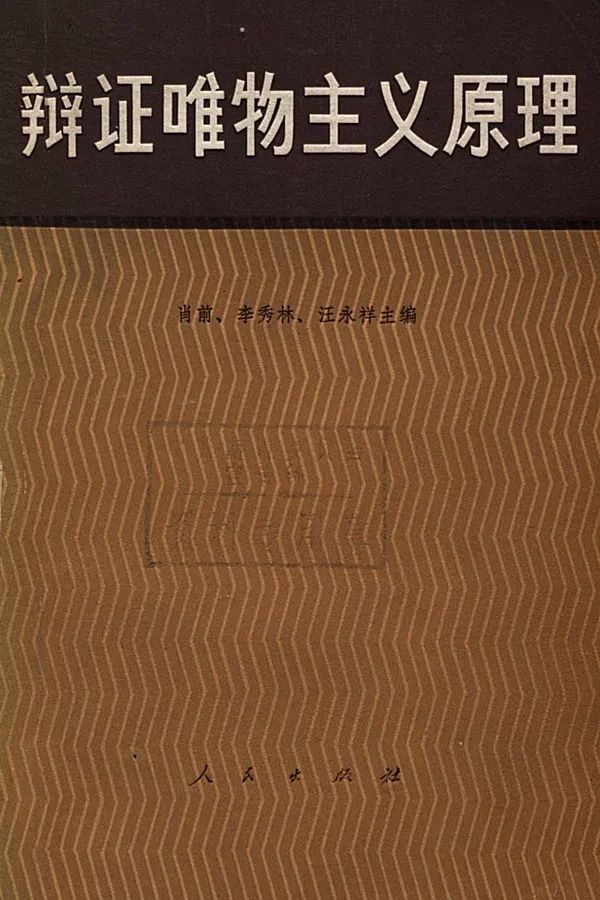 辩证唯物主义原理
肖前、李秀林、汪永祥主编
人民出版社